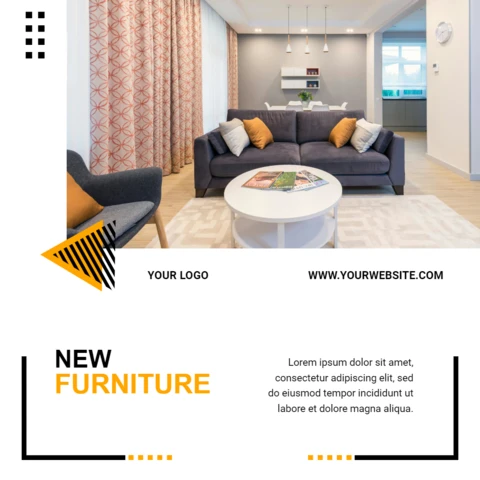 YOUR LOGO
WWW.YOURWEBSITE.COM
NEW
FURNITURE
Lorem ipsum dolor sit amet,
consectetur adipiscing elit, sed
do eiusmod tempor incididunt ut
labore et dolore magna aliqua.